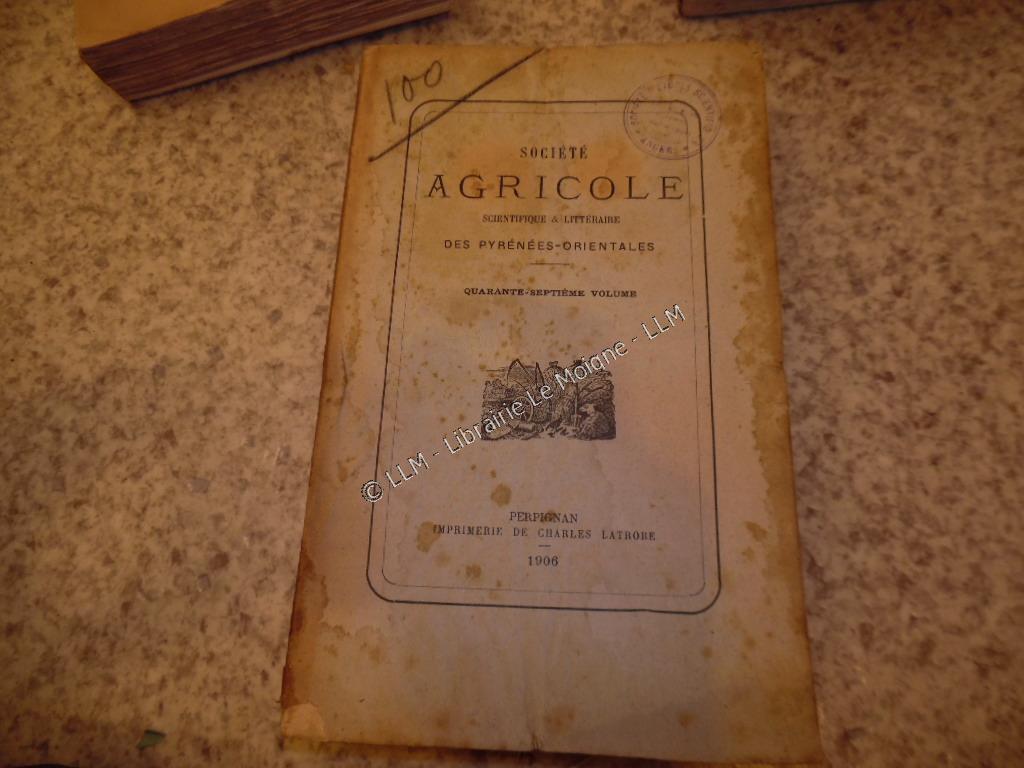 100
SOCIÉTÉ
AGRICOLE
SCIENTIFIQUE & LITTÉRAIRE
DES PYRÉNÉES-ORIENTALES
QUARANTE-SEPTIÈME VOLUME
© LLM - Librairie Le Moigne - LLM
PERPIGNAN
IMPRIMERIE DE CHARLES LATROBE
1906